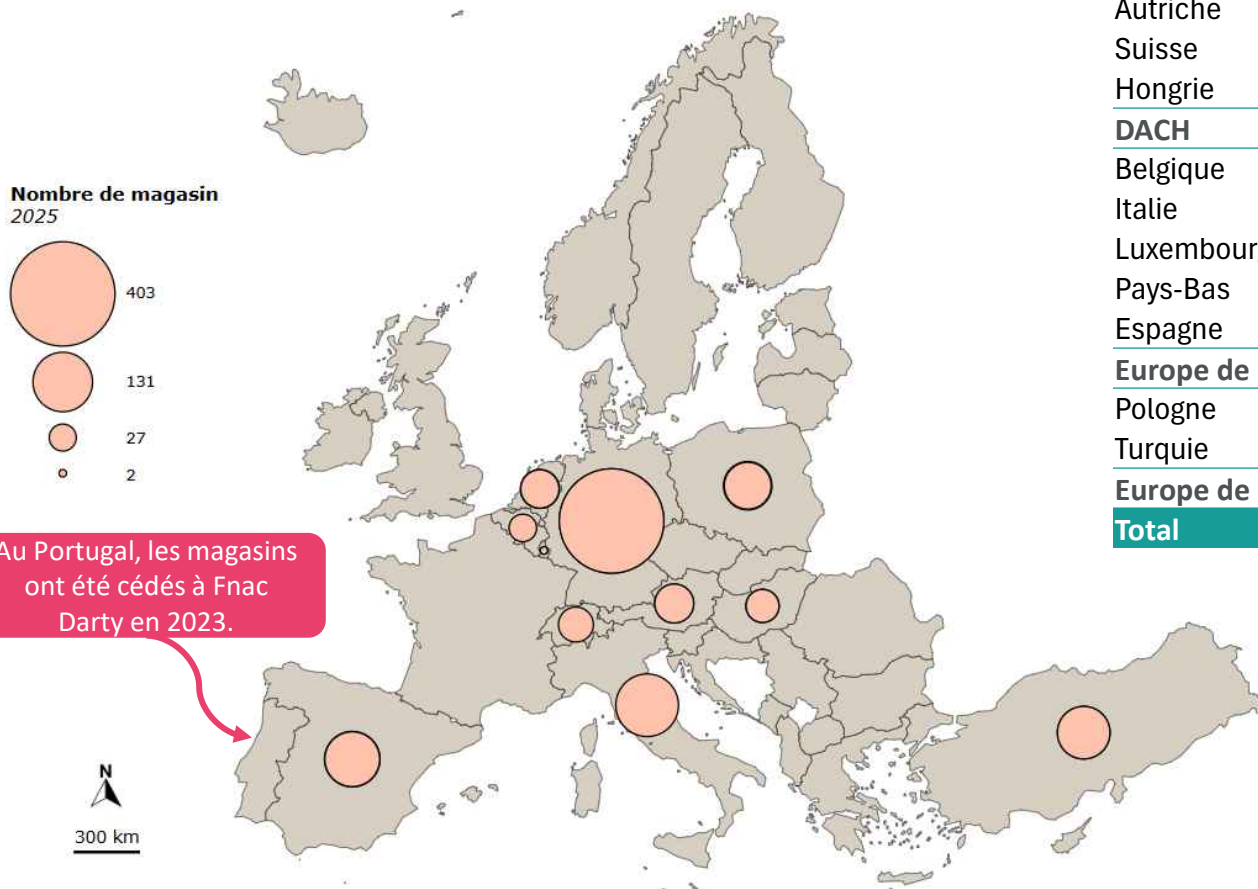 Nombre de magasin
2025
403
131
27
2
Au Portugal, les magasins
ont été cédés à Fnac
Darty en 2023.
N
300 km
Autriche
Suisse
Hongrie
DACH
Belgique
Italie
Pays-Bas
Espagne
Europe de
Pologne
Turquie
Europe de
Total